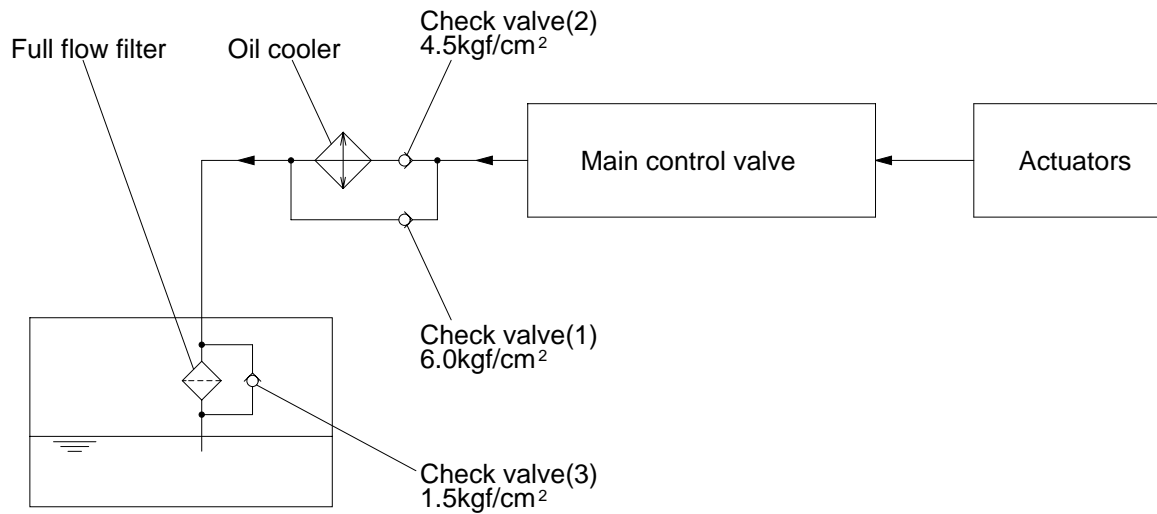 Check valve(2)
4.5kgf/cm²
Full flow filter
Oil cooler
Main control valve
Actuators
Check valve(1)
6.0kgf/cm²
Check valve(3)
1.5kgf/cm²